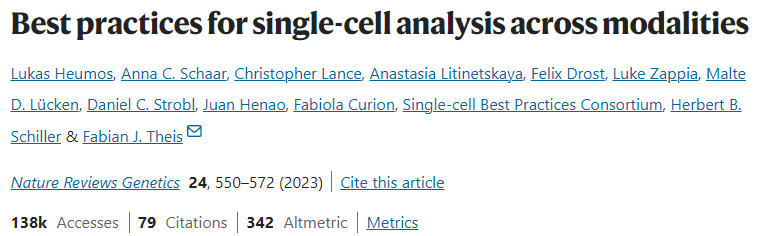 Best practices for single-cell analysis across modalities
Lukas Heumos, Anna C. Schaar, Christopher Lance, Anastasia Litinetskaya, Felix Drost, Luke Zappia, Malte
D. Lücken, Daniel C. Strobl, Juan Henao, Fabiola Curion, Single-cell Best Practices Consortium, Herbert B.
Schiller & Fabian J. Theis
Nature Reviews Genetics 24, 550–572 (2023) Cite this article
138k Accesses 79 Citations 342 Altmetric Metrics